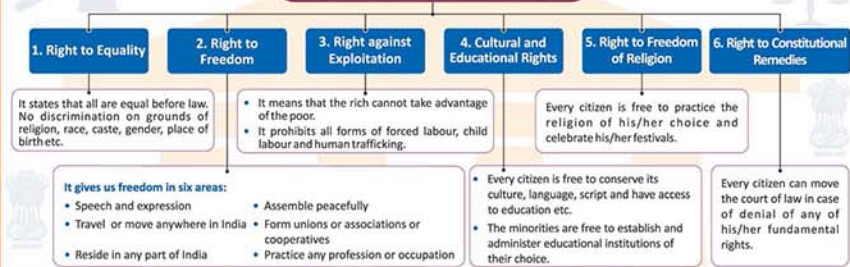 1. Right to Equality
2. Right to
Freedom
3. Right against
Exploitation
4. Cultural and
Educational Rights
5. Right to Freedom
of Religion
6. Right to Constitutional
Remedies
It states that all are equal before law.
No discrimination on grounds of
religion, race, caste, gender, place of
birth etc.
• It means that the rich cannot take advantage
of the poor.
• It prohibits all forms of forced labour, child
labour and human trafficking.
Every citizen is free to practice the
religion of his/her choice and
celebrate his/her festivals.
It gives us freedom in six areas:
• Speech and expression
• Travel or move anywhere in India
• Reside in any part of India
• Assemble peacefully
• Form unions or associations or
cooperatives
• Practice any profession or occupation
• Every citizen is free to conserve its
culture, language, script and have access
to education etc.
• The minorities are free to establish and
administer educational institutions of
their choice.
Every citizen can move
the court of law in case
of denial of any of
his/her fundamental
rights.